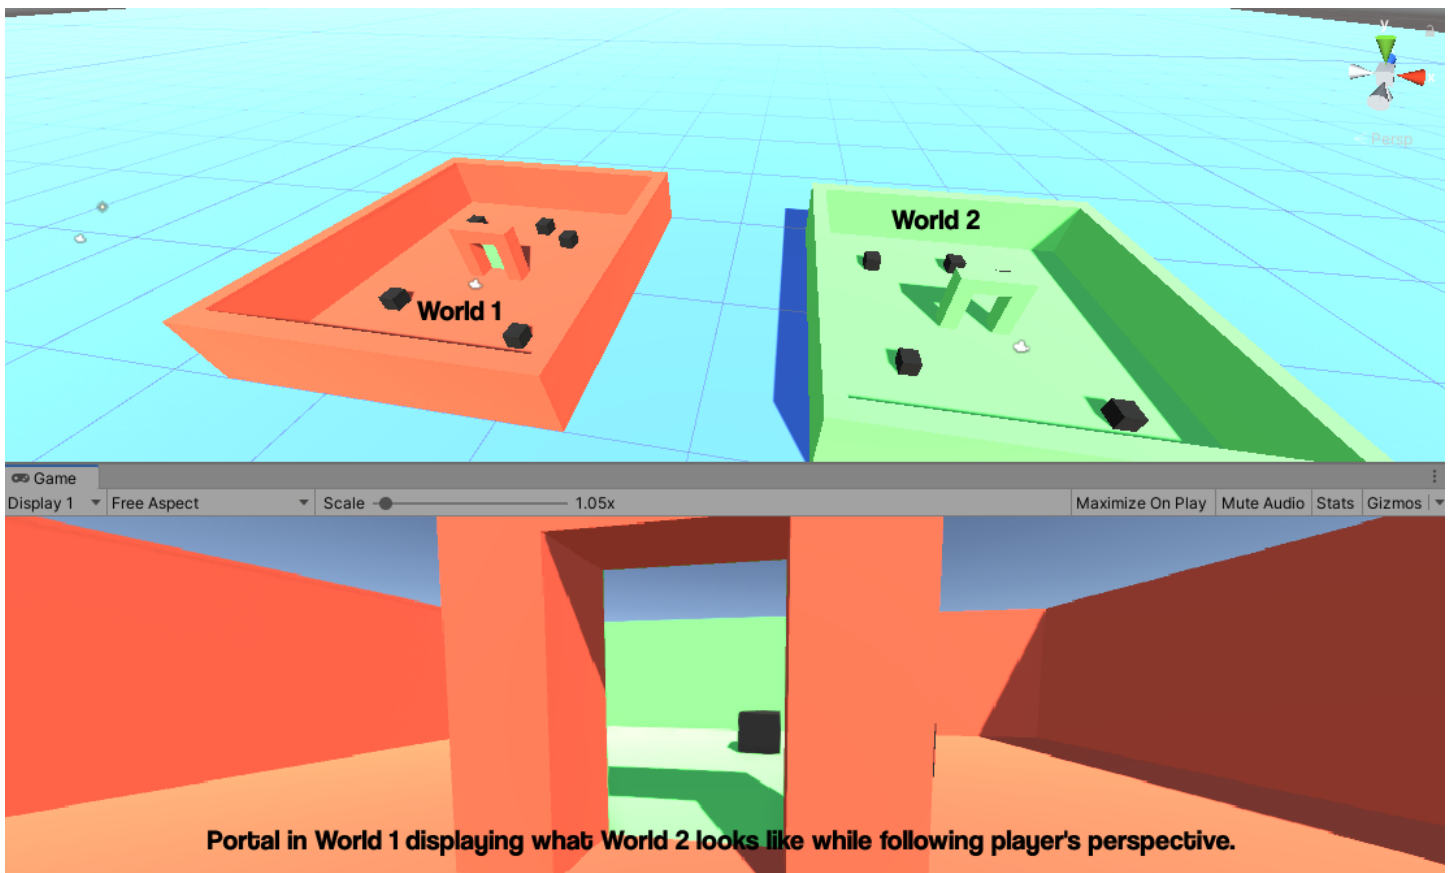 y
x
< Persp
World 2
World 1
Game
Display 1 Free Aspect Scale 1.05x Maximize On Play Mute Audio Stats Gizmos
Portal in World 1 displaying what World 2 looks like while following player's perspective.